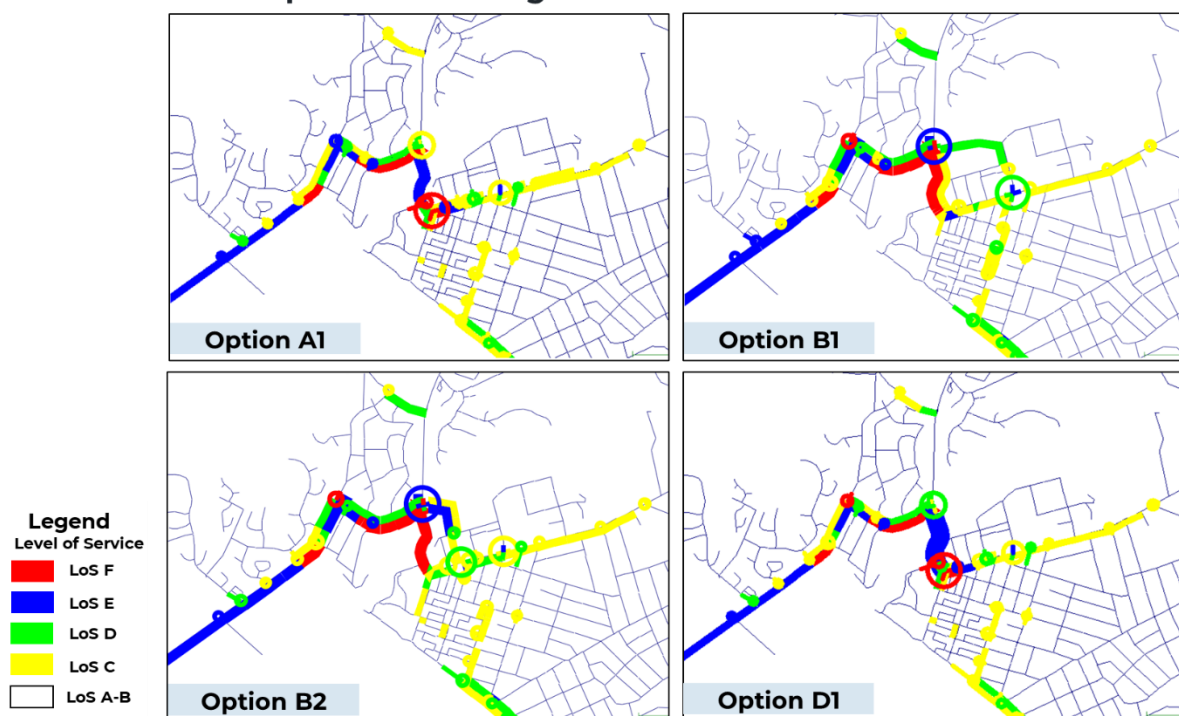 Option A1
Option B1
Option B2
Option D1
Legend
Level of Service
LoS F
LoS E
LoS D
LoS C
LoS A-B